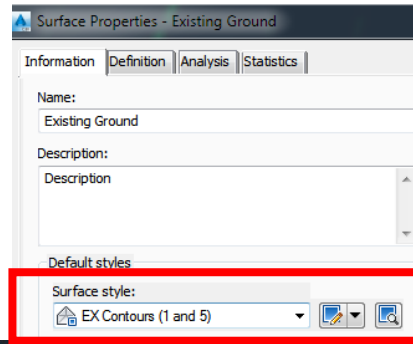 Surface Properties - Existing Ground
Information Definition Analysis Statistics
Name:
Existing Ground
Description:
Description
Default styles
Surface style:
EX Contours (1 and 5)